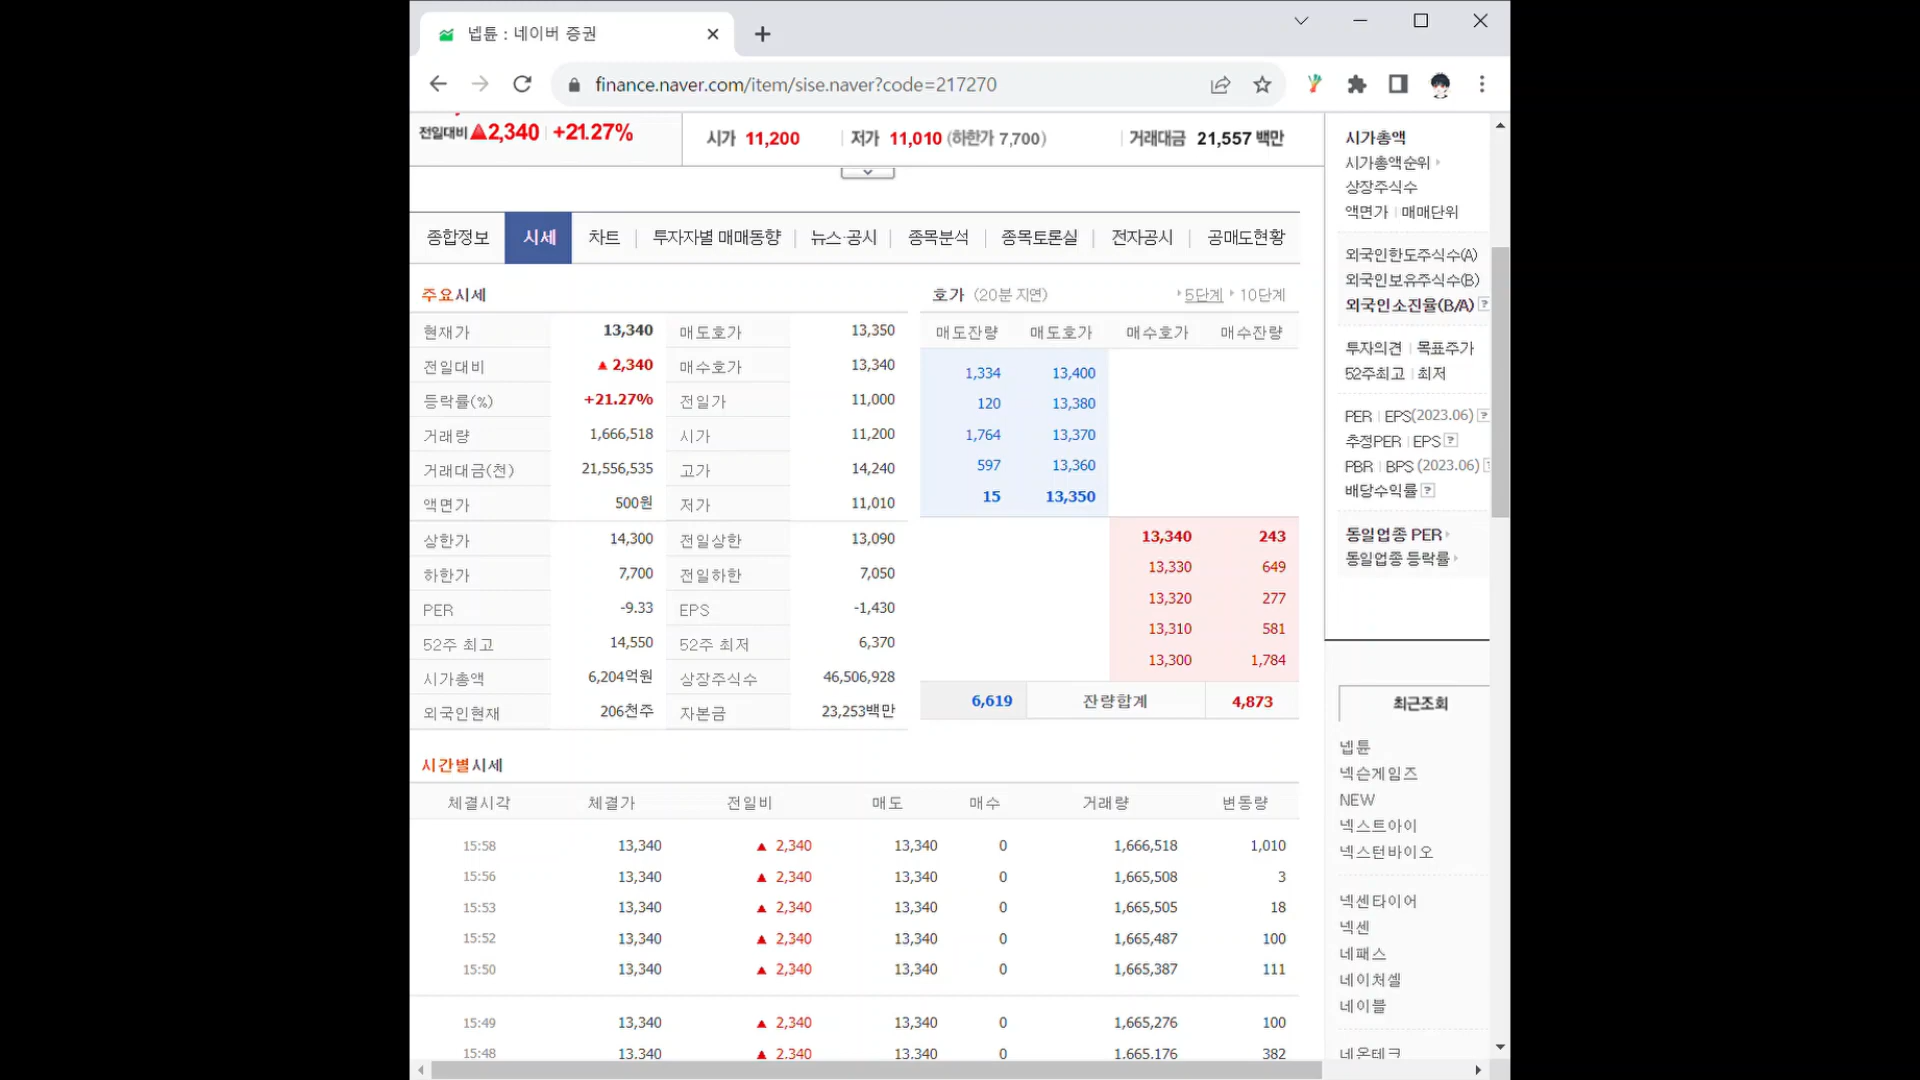 넵튠 : 네이버 증권
finance.naver.com/item/sise.naver?code=217270
전일대비 ▲2,340 +21.27%
시가 11,200 저가 11,010 (하한가 7,700) 거래대금 21,557 백만
종합정보 시세 차트 투자자별 매매동향 뉴스·공시 종목분석 종목토론실 전자공시 공매도현황
주요시세
현재가 13,340 매도호가 13,350
전일대비 ▲ 2,340 매수호가 13,340
등락률(%) +21.27% 전일가 11,000
거래량 1,666,518 시가 11,200
거래대금(천) 21,556,535 고가 14,240
액면가 500원 저가 11,010
상한가 14,300 전일상한 13,090
하한가 7,700 전일하한 7,050
PER -9.33 EPS -1,430
52주 최고 14,550 52주 최저 6,370
시가총액 6,204억원 상장주식수 46,506,928
외국인현재 206천주 자본금 23,253백만
호가 (20분 지연) 5단계 10단계
매도잔량 매도호가 매수호가 매수잔량
1,334 13,400
120 13,380
1,764 13,370
597 13,360
15 13,350
13,340 243
13,330 649
13,320 277
13,310 581
13,300 1,784
6,619 잔량합계 4,873
시간별시세
체결시각 체결가 전일비 매도 매수 거래량 변동량
15:58 13,340 ▲ 2,340 13,340 0 1,666,518 1,010
15:56 13,340 ▲ 2,340 13,340 0 1,665,508 3
15:53 13,340 ▲ 2,340 13,340 0 1,665,505 18
15:52 13,340 ▲ 2,340 13,340 0 1,665,487 100
15:50 13,340 ▲ 2,340 13,340 0 1,665,387 111
15:49 13,340 ▲ 2,340 13,340 0 1,665,276 100
15:48 13,340 ▲ 2,340 13,340 0 1,665,176 382
시가총액
시가총액순위
상장주식수
액면가 | 매매단위
외국인한도주식수(A)
외국인보유주식수(B)
외국인소진율(B/A) ?
투자의견 | 목표주가
52주최고 | 최저
PER | EPS(2023.06) ?
추정PER | EPS ?
PBR | BPS (2023.06) ?
배당수익률 ?
동일업종 PER
동일업종 등락률
최근조회
넵튠
넥슨게임즈
NEW
넥스트아이
넥스턴바이오
넥센타이어
넥센
네패스
네이처셀
네이블
네온테크